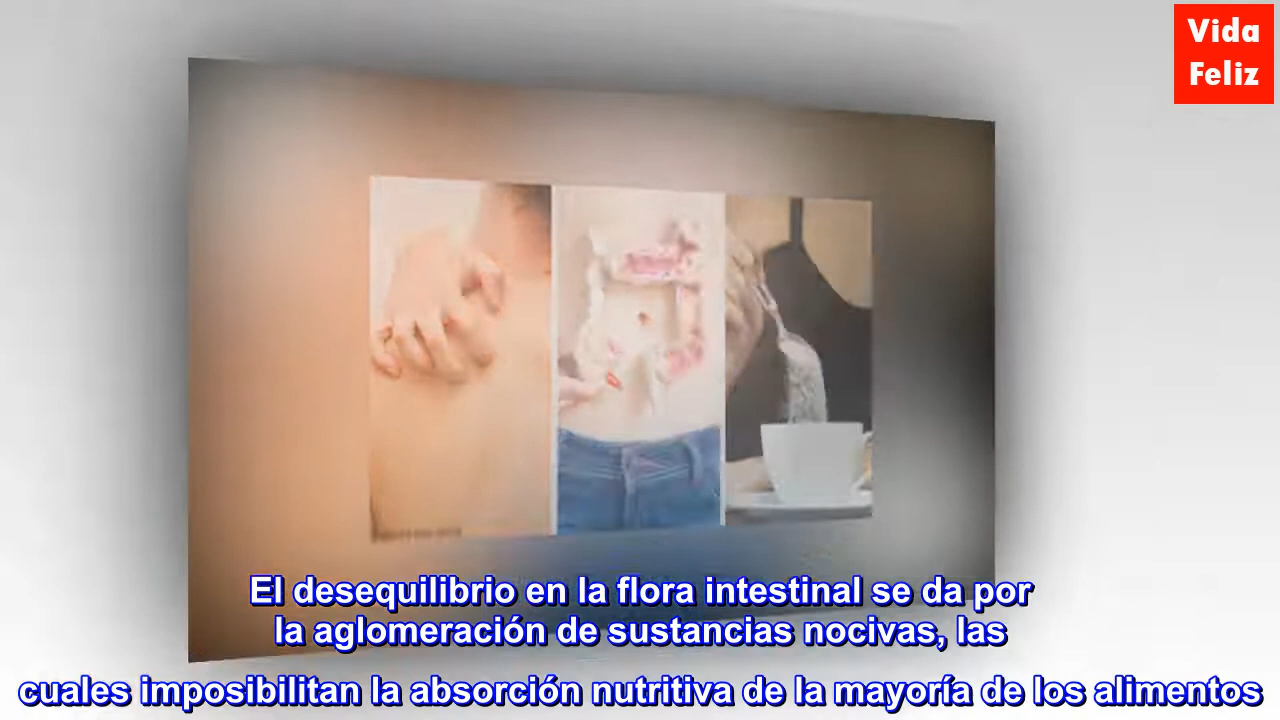 Vida
Feliz
El desequilibrio en la flora intestinal se da por
la aglomeración de sustancias nocivas, las
cuales imposibilitan la absorción nutritiva de la mayoría de los alimentos